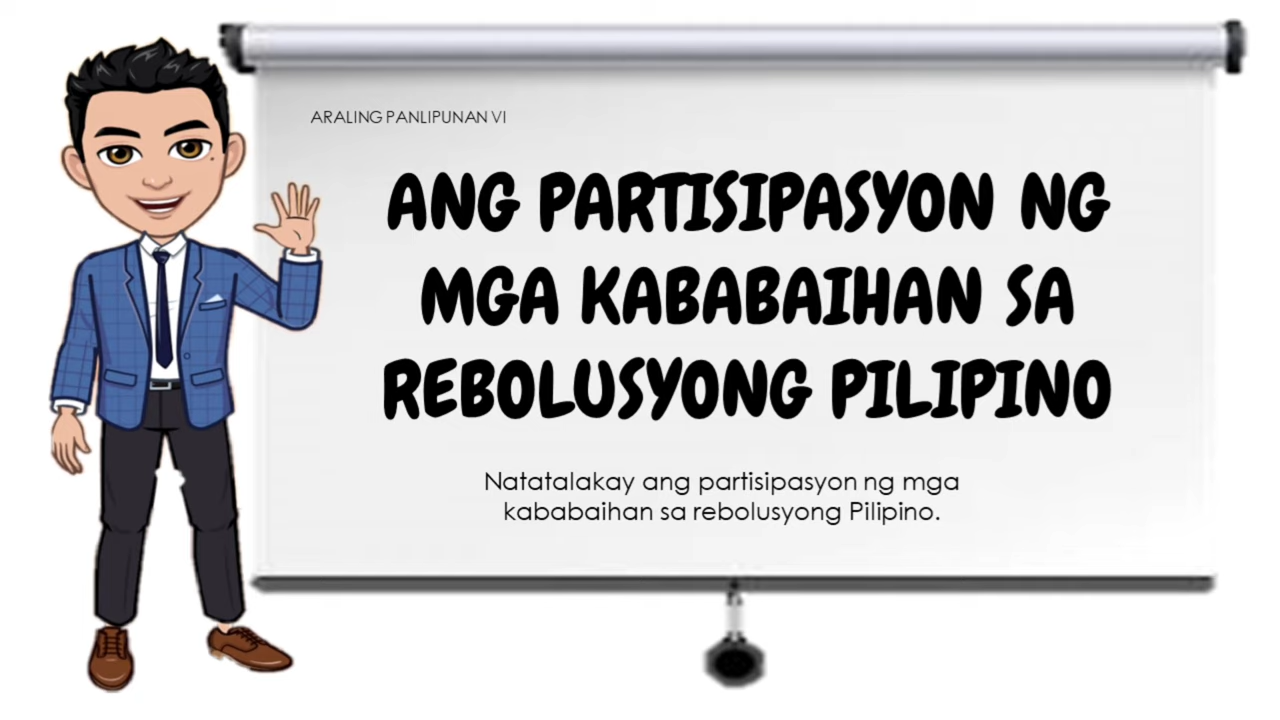 ARALING PANLIPUNAN VI
ANG PARTISIPASYON NG
MGA KABABAIHAN SA
REBOLUSYONG PILIPINO
Natatalakay ang partisipasyon ng mga
kababaihan sa rebolusyong Pilipino.